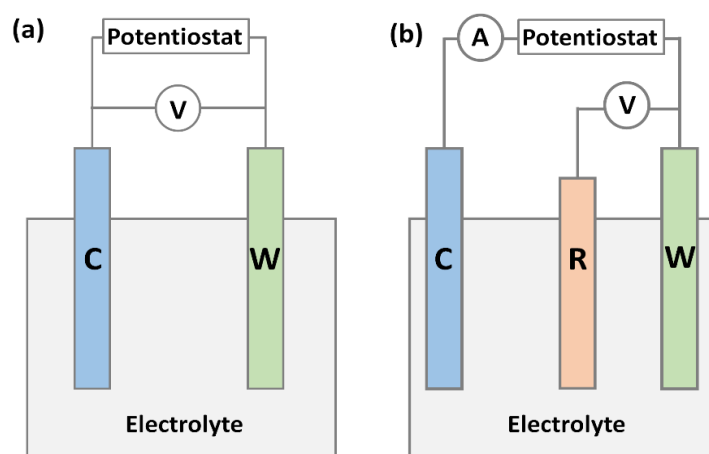 (a)
Potentiostat
V
C
W
Electrolyte
(b)
A
Potentiostat
V
C
R
W
Electrolyte